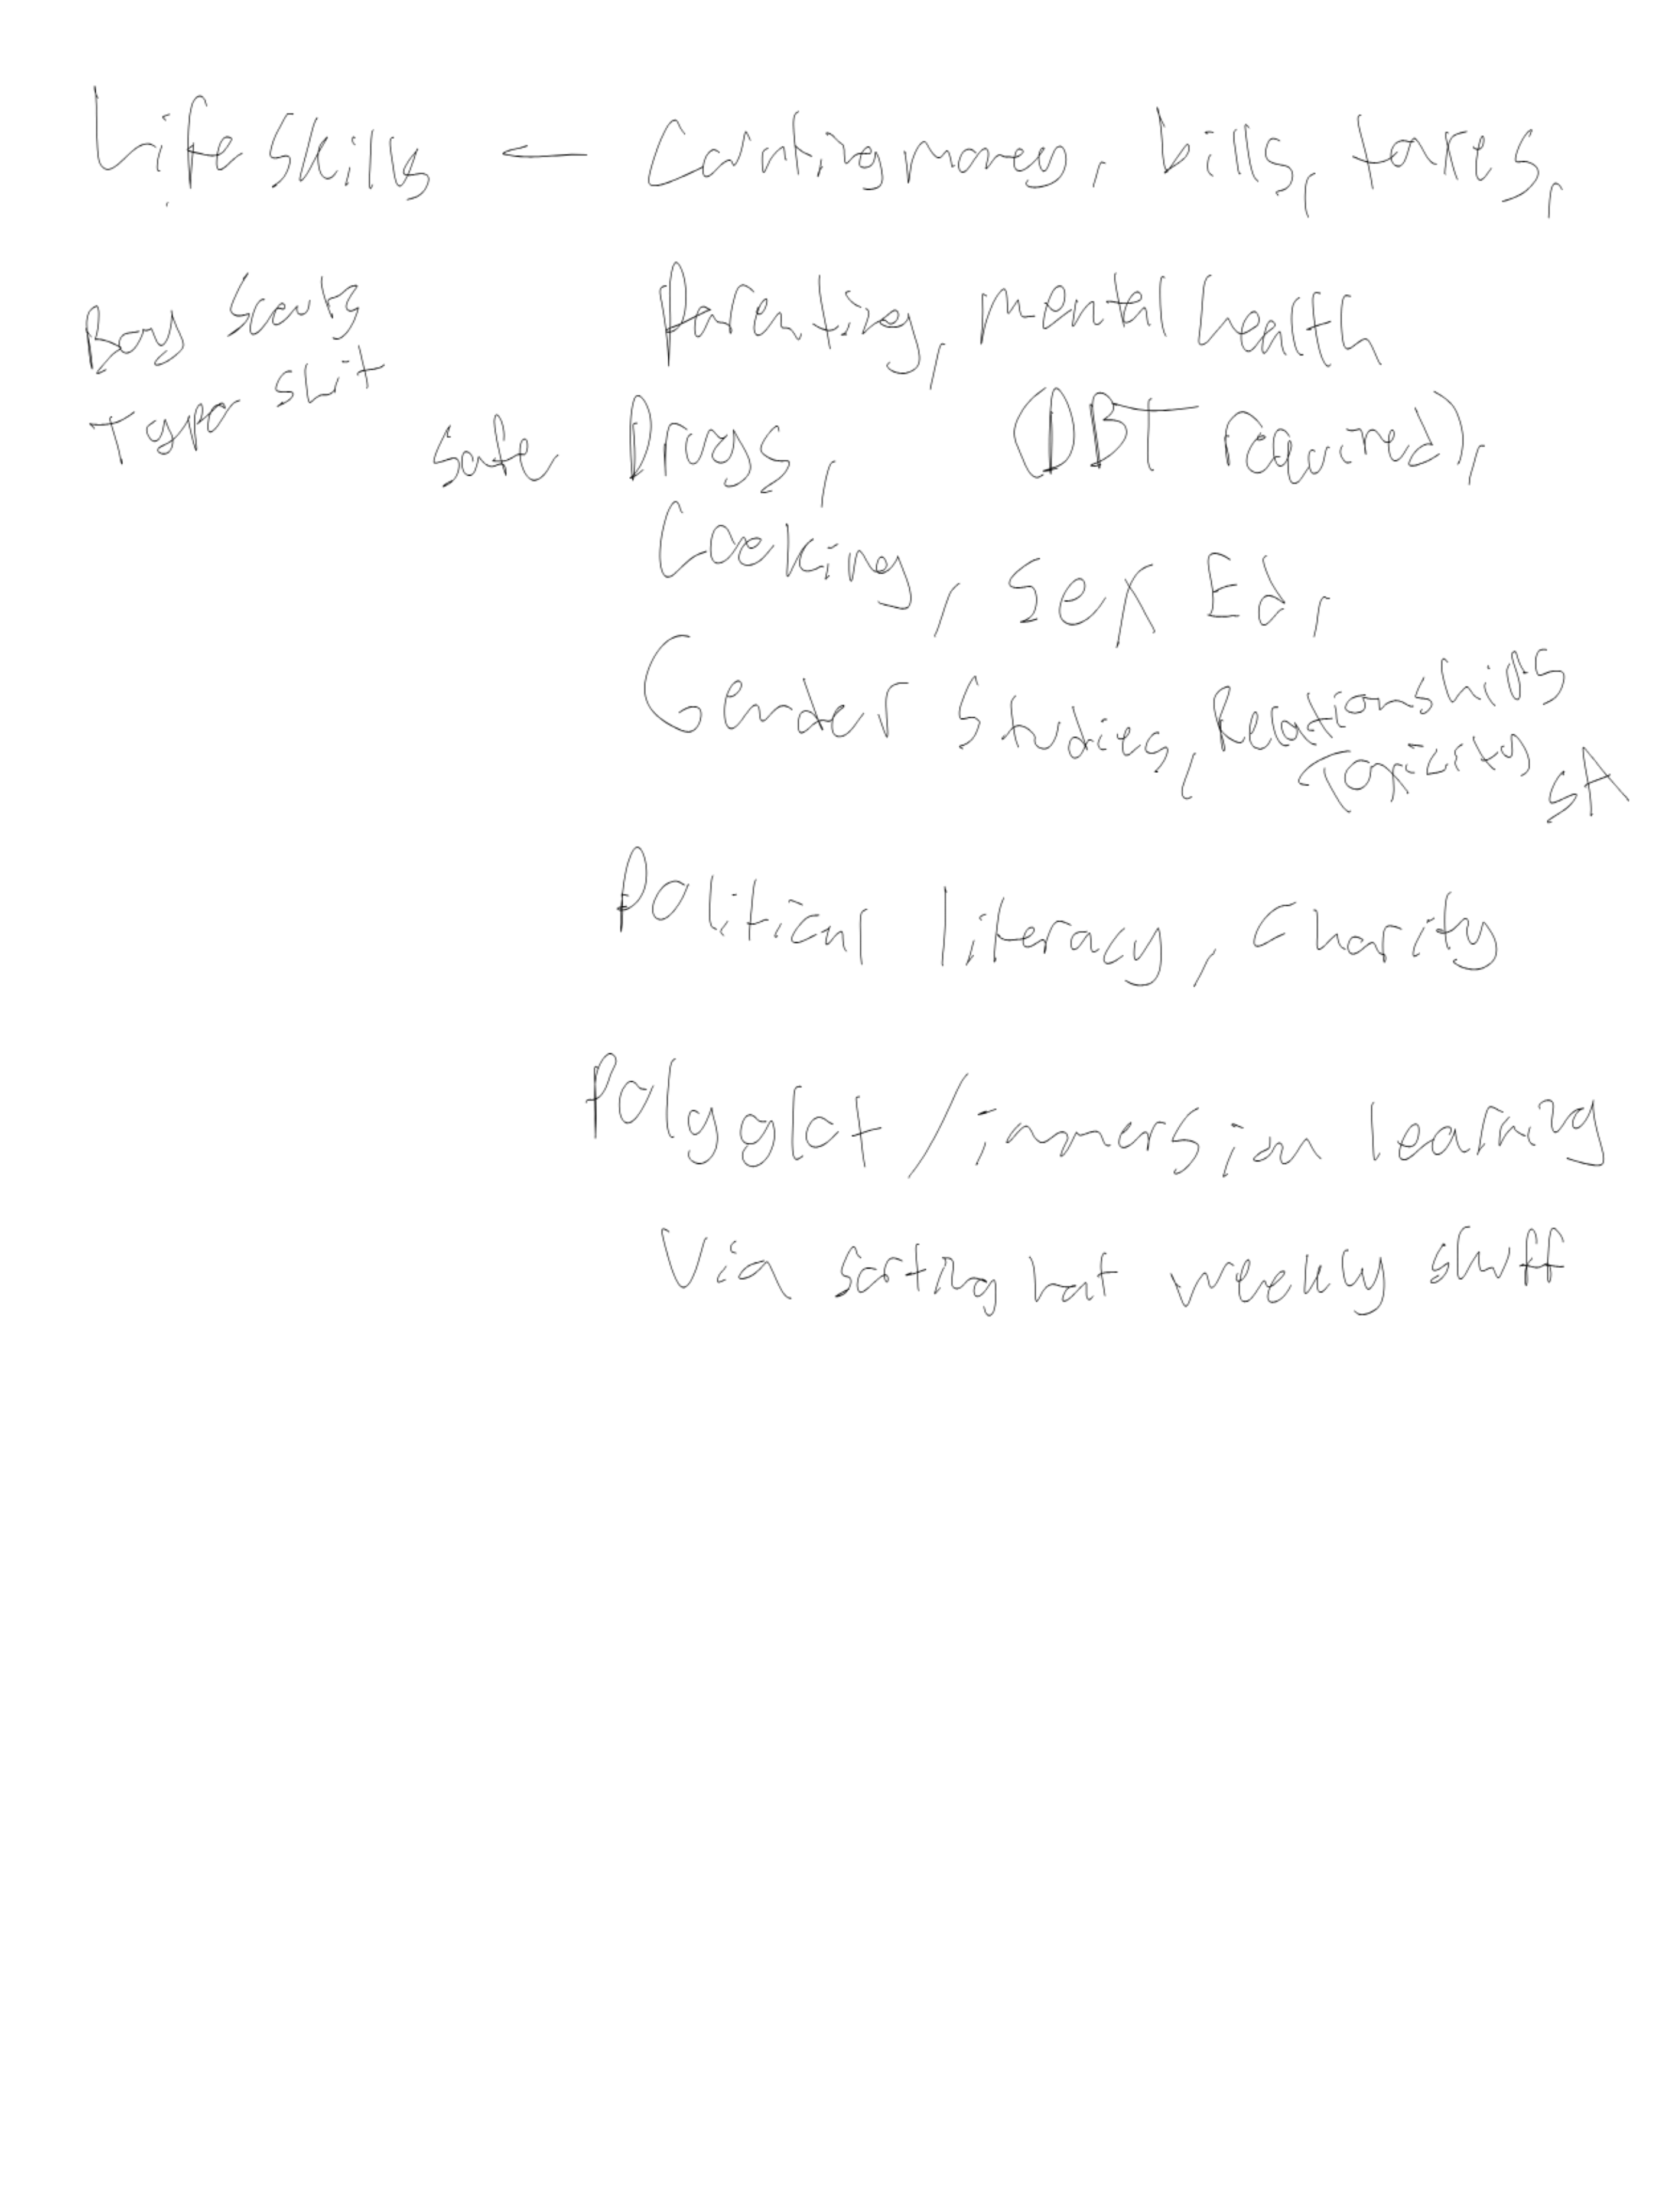 Life Skills — Counting money, bills, taxes,
Boy Scouts
Type shit
Parenting, mental health
safe Drugs, (DBT required),
Cooking, Sex Ed,
Gender Studies, Relationships
Toxicity SA
Political literacy, Charity
Polyglot / immersion learning
Via sorting hat weekly stuff